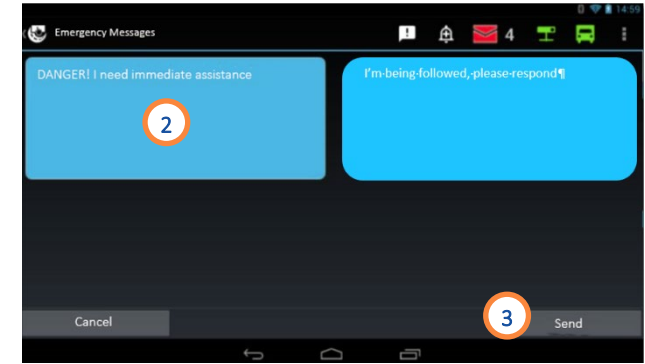 14:59
Emergency Messages
4
DANGER! I need immediate assistance
I'm-being-followed,-please-respond¶
2
3
Cancel
Send